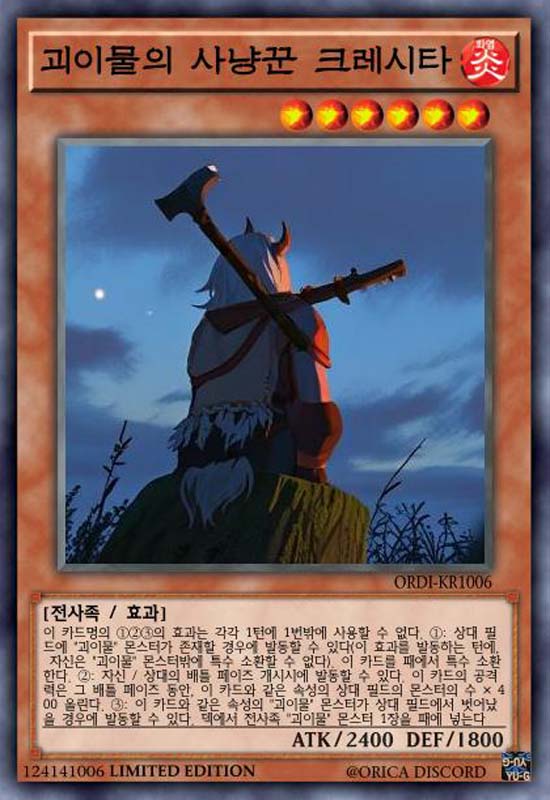 괴이물의 사냥꾼 크레시타
화염
炎
ORDI-KR1006
[전사족 / 효과]
이 카드명의 ①②③의 효과는 각각 1턴에 1번밖에 사용할 수 없다. ①: 상대 필
드에 "괴이물" 몬스터가 존재할 경우에 발동할 수 있다(이 효과를 발동하는 턴에,
자신은 "괴이물" 몬스터밖에 특수 소환할 수 없다). 이 카드를 패에서 특수 소환
한다. ②: 자신 / 상대의 배틀 페이즈 개시시에 발동할 수 있다. 이 카드의 공격
력은 그 배틀 페이즈 동안, 이 카드와 같은 속성의 상대 필드의 몬스터의 수 × 4
00 올린다. ③: 이 카드와 같은 속성의 "괴이물" 몬스터가 상대 필드에서 벗어났
을 경우에 발동할 수 있다. 덱에서 전사족 "괴이물" 몬스터 1장을 패에 넣는다
ATK/2400 DEF/1800
124141006 LIMITED EDITION @ORICA DISCORD